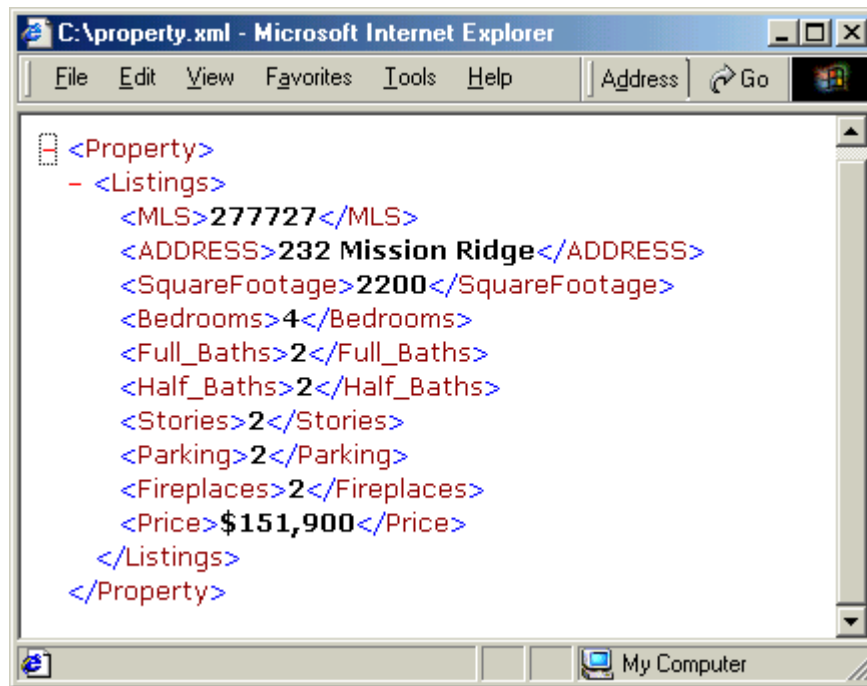 C:\property.xml - Microsoft Internet Explorer
File Edit View Favorites Tools Help Address Go
- <Property>
- <Listings>
<MLS>277727</MLS>
<ADDRESS>232 Mission Ridge</ADDRESS>
<SquareFootage>2200</SquareFootage>
<Bedrooms>4</Bedrooms>
<Full_Baths>2</Full_Baths>
<Half_Baths>2</Half_Baths>
<Stories>2</Stories>
<Parking>2</Parking>
<Fireplaces>2</Fireplaces>
<Price>$151,900</Price>
</Listings>
</Property>
My Computer